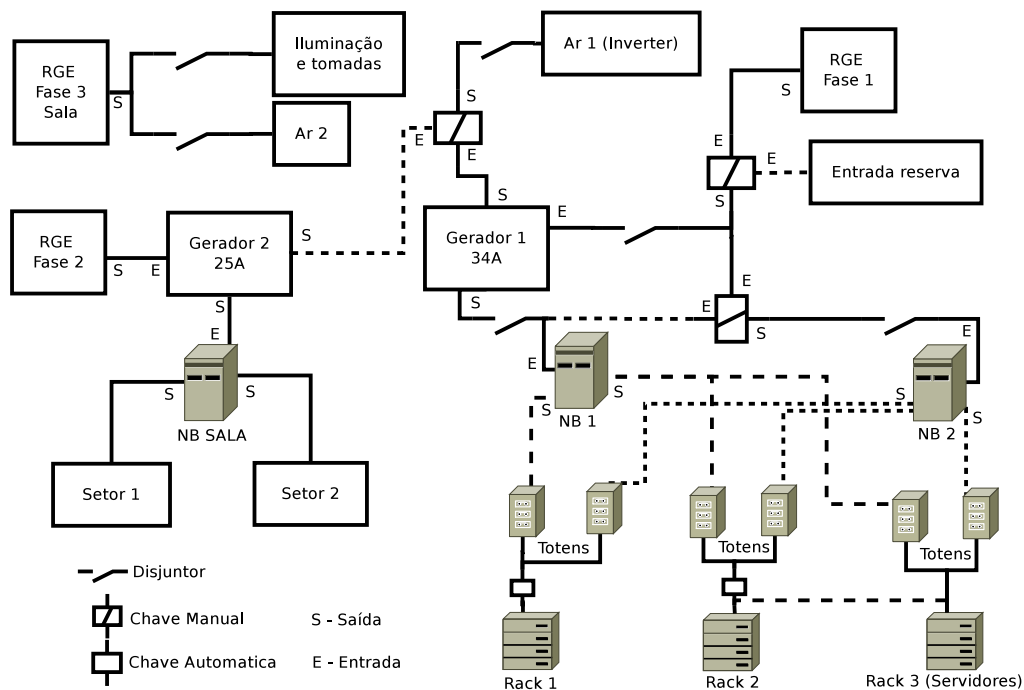 RGE
Fase 3
Sala
S
Iluminação
e tomadas
Ar 2
Ar 1 (Inverter)
S
E
E
RGE
Fase 1
S
E
E
S
Entrada reserva
RGE
Fase 2
S
E
Gerador 2
25A
S
S
E
S
Gerador 1
34A
E
S
E
E
S
E
E
S
S
NB 1
S
S
NB 2
S
S
NB SALA
Setor 1
Setor 2
Totens
Totens
Totens
Disjuntor
Chave Manual
S - Saída
Chave Automatica
E - Entrada
Rack 1
Rack 2
Rack 3 (Servidores)